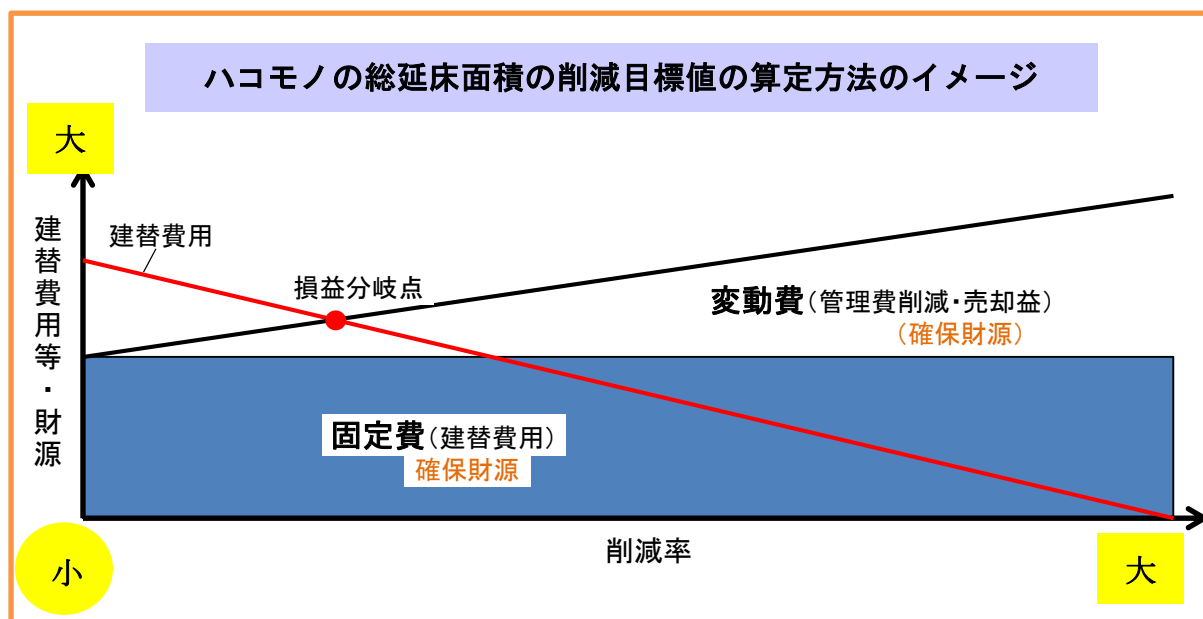 ハコモノの総延床面積の削減目標値の算定方法のイメージ
大
建替費用等・財源
建替費用
損益分岐点
変動費(管理費削減・売却益)
(確保財源)
固定費(建替費用)
確保財源
削減率
小
大